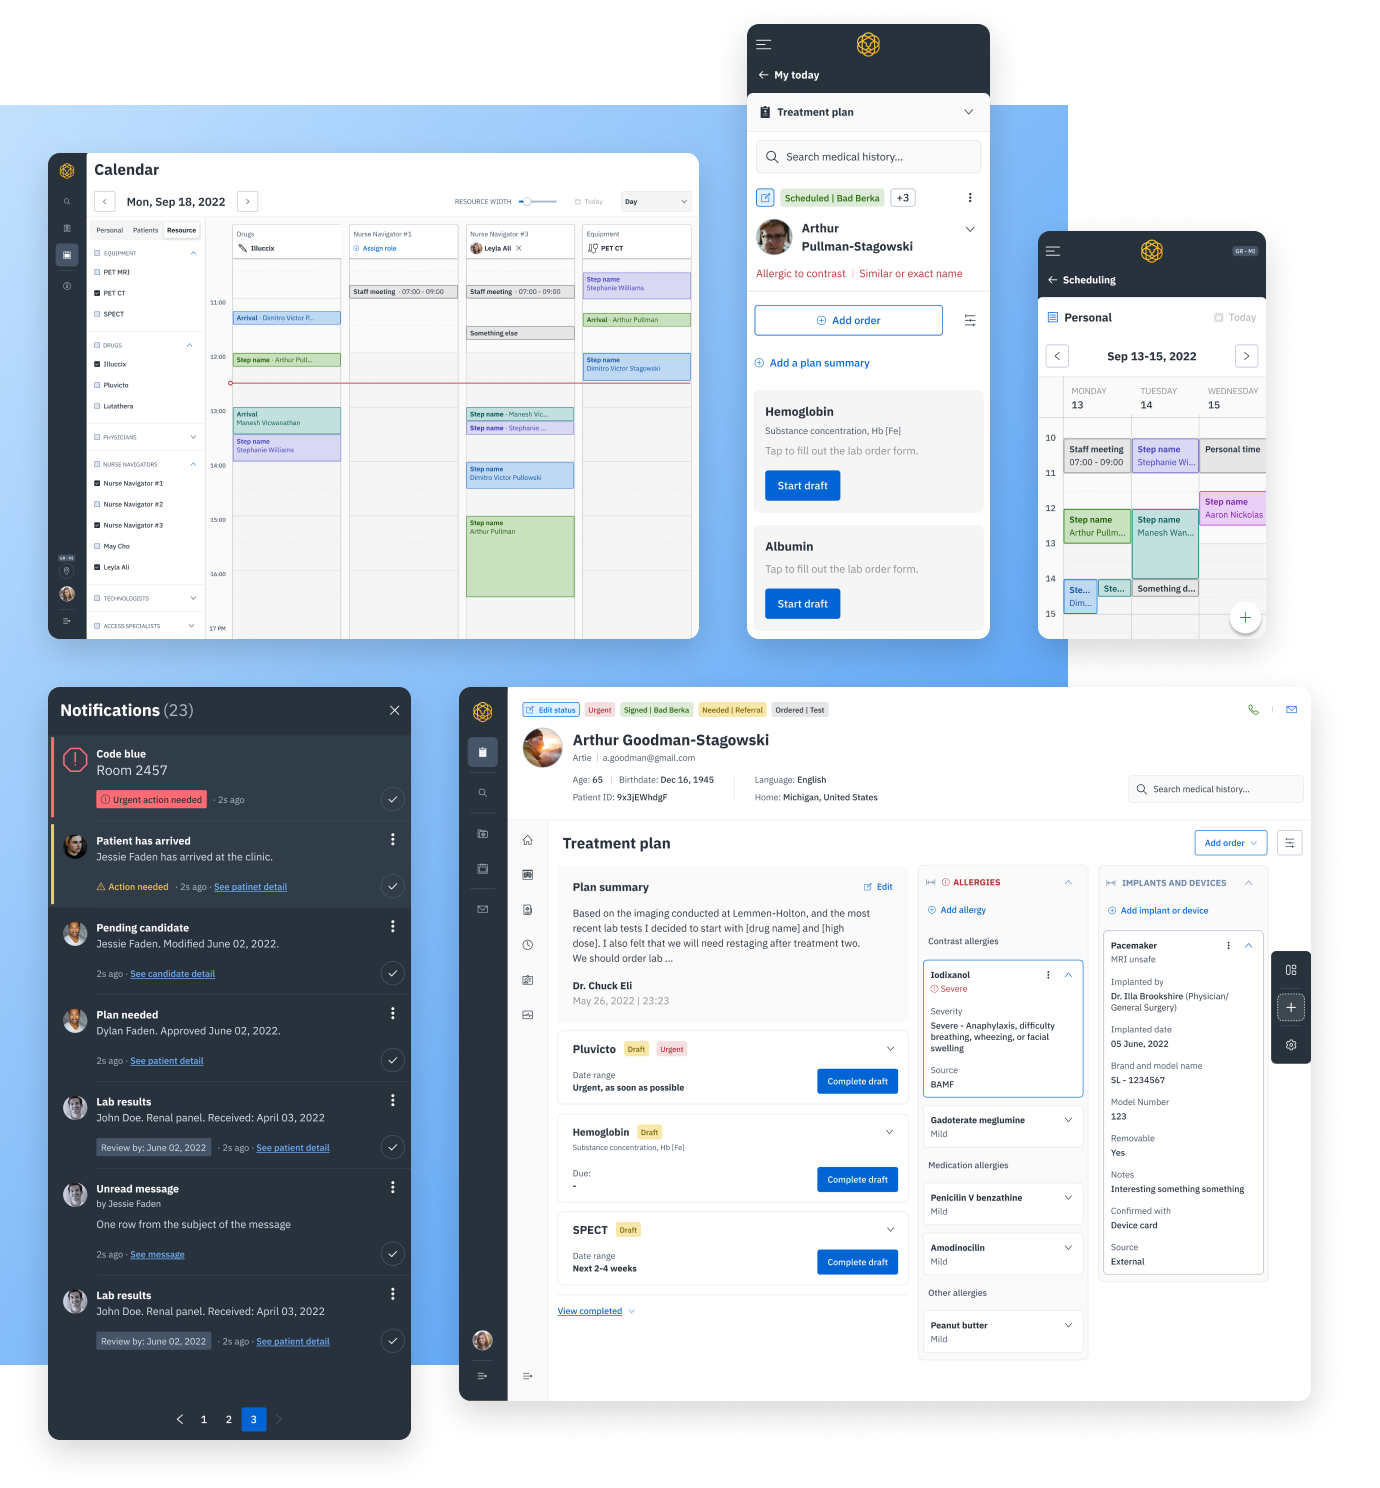 My today
Treatment plan
Search medical history...
Scheduled | Bad Berka
+3
Arthur
Pullman-Stagowski
Allergic to contrast | Similar or exact name
Add order
Add a plan summary
Hemoglobin
Substance concentration, Hb [Fe]
Tap to fill out the lab order form.
Start draft
Albumin
Tap to fill out the lab order form.
Start draft
Calendar
Mon, Sep 18, 2022
RESOURCE WIDTH
Today
Day
Personal
Patients
Resource
EQUIPMENT
PET MRI
PET CT
SPECT
DRUGS
Illuccix
Pluvicto
Lutathera
PHYSICIANS
NURSE NAVIGATORS
Nurse Navigator #1
Nurse Navigator #2
Nurse Navigator #3
May Cho
Leyla Ali
TECHNOLOGISTS
ACCESS SPECIALISTS
GR - MI
11:00
12:00
13:00
14:00
15:00
16:00
17 PM
Drugs
Illuccix
Arrival · Dimitro Victor P...
Step name · Arthur Pull...
Arrival
Manesh Vicwanathan
Step name
Stephanie Williams
Nurse Navigator #1
Assign role
Staff meeting · 07:00 - 09:00
Nurse Navigator #3
Leyla Ali
Staff meeting · 07:00 - 09:00
Something else
Step name · Manesh Vic...
Step name · Stephanie ...
Step name
Dimitro Victor Pullowski
Step name
Arthur Pullman
Equipment
PET CT
Step name
Stephanie Williams
Arrival · Arthur Pullman
Step name
Dimitro Victor Stagowski
GR - MI
Scheduling
Personal
Today
Sep 13-15, 2022
MONDAY
13
TUESDAY
14
WEDNESDAY
15
10
11
12
13
14
15
Staff meeting
07:00 - 09:00
Step name
Stephanie Wi...
Personal time
Step name
Aaron Nickolas
Step name
Arthur Pullm...
Step name
Manesh Wan...
Ste...
Dim...
Ste...
Something d...
Notifications (23)
Code blue
Room 2457
Urgent action needed · 2s ago
Patient has arrived
Jessie Faden has arrived at the clinic.
Action needed · 2s ago · See patinet detail
Pending candidate
Jessie Faden. Modified June 02, 2022.
2s ago · See candidate detail
Plan needed
Dylan Faden. Approved June 02, 2022.
2s ago · See patient detail
Lab results
John Doe. Renal panel. Received: April 03, 2022
Review by: June 02, 2022 · 2s ago · See patient detail
Unread message
by Jessie Faden
One row from the subject of the message
2s ago · See message
Lab results
John Doe. Renal panel. Received: April 03, 2022
Review by: June 02, 2022 · 2s ago · See patient detail
1 2 3
Edit status
Urgent
Signed | Bad Berka
Needed | Referral
Ordered | Test
Arthur Goodman-Stagowski
Artie | a.goodman@gmail.com
Age: 65 | Birthdate: Dec 16, 1945
Language: English
Patient ID: 9x3jEWhdgF
Home: Michigan, United States
Search medical history...
Treatment plan
Add order
Plan summary
Edit
Based on the imaging conducted at Lemmen-Holton, and the most
recent lab tests I decided to start with [drug name] and [high
dose]. I also felt that we will need restaging after treatment two.
We should order lab ...
Dr. Chuck Eli
May 26, 2022 | 23:23
Pluvicto
Draft
Urgent
Date range
Urgent, as soon as possible
Complete draft
Hemoglobin
Draft
Substance concentration, Hb [Fe]
Due:
-
Complete draft
SPECT
Draft
Date range
Next 2-4 weeks
Complete draft
View completed
ALLERGIES
Add allergy
Contrast allergies
Iodixanol
Severe
Severity
Severe - Anaphylaxis, difficulty
breathing, wheezing, or facial
swelling
Source
BAMF
Gadoterate meglumine
Mild
Medication allergies
Penicilin V benzathine
Mild
Amodinocilin
Mild
Other allergies
Peanut butter
Mild
IMPLANTS AND DEVICES
Add implant or device
Pacemaker
MRI unsafe
Implanted by
Dr. Illa Brookshire (Physician/
General Surgery)
Implanted date
05 June, 2022
Brand and model name
SL - 1234567
Model Number
123
Removable
Yes
Notes
Interesting something something
Confirmed with
Device card
Source
External